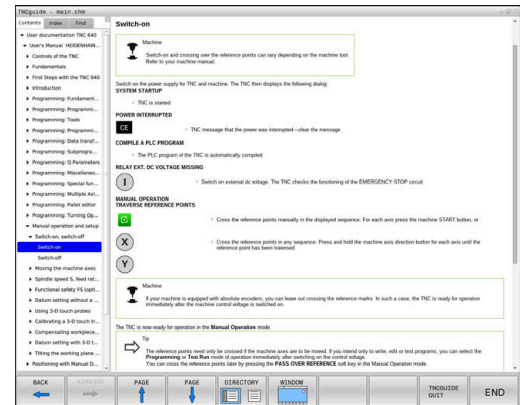 TNCguide - main.chm
Contents Index Find
User documentation TNC 640
User's Manual HEIDENHAIN...
Controls of the TNC
Fundamentals
First Steps with the TNC 640
Introduction
Programming: Fundament...
Programming: Programmi...
Programming: Tools
Programming: Programmi...
Programming: Data transf...
Programming: Subprogra...
Programming: Q Parameters
Programming: Miscellaneo...
Programming: Special fun...
Programming: Multiple Axi...
Programming: Pallet editor
Programming: Turning Op...
Manual operation and setup
Switch-on, switch-off
Switch-on
Switch-off
Moving the machine axes
Spindle speed S, feed rat...
Functional safety FS (opti...
Datum setting without a ...
Using 3-D touch probes
Calibrating a 3-D touch tr...
Compensating workpiece...
Datum setting with 3-D t...
Tilting the working plane ...
Positioning with Manual D...
Switch-on
Machine
Switch-on and crossing over the reference points can vary depending on the machine tool.
Refer to your machine manual.
Switch on the power supply for TNC and machine. The TNC then displays the following dialog:
SYSTEM STARTUP
TNC is started
POWER INTERRUPTED
CE
TNC message that the power was interrupted—clear the message
COMPILE A PLC PROGRAM
The PLC program of the TNC is automatically compiled
RELAY EXT. DC VOLTAGE MISSING
I
Switch on external dc voltage. The TNC checks the functioning of the EMERGENCY STOP circuit
MANUAL OPERATION
TRAVERSE REFERENCE POINTS
Cross the reference points manually in the displayed sequence: For each axis press the machine START button, or
X
Cross the reference points in any sequence: Press and hold the machine axis direction button for each axis until the
reference point has been traversed
Y
Machine
If your machine is equipped with absolute encoders, you can leave out crossing the reference marks. In such a case, the TNC is ready for operation
immediately after the machine control voltage is switched on.
The TNC is now ready for operation in the Manual Operation mode.
Tip
The reference points need only be crossed if the machine axes are to be moved. If you intend only to write, edit or test programs, you can select the
Programming or Test Run mode of operation immediately after switching on the control voltage.
You can cross the reference points later by pressing the PASS OVER REFERENCE soft key in the Manual Operation mode.
BACK FORWARD PAGE PAGE DIRECTORY WINDOW TNCGUIDE
QUIT END